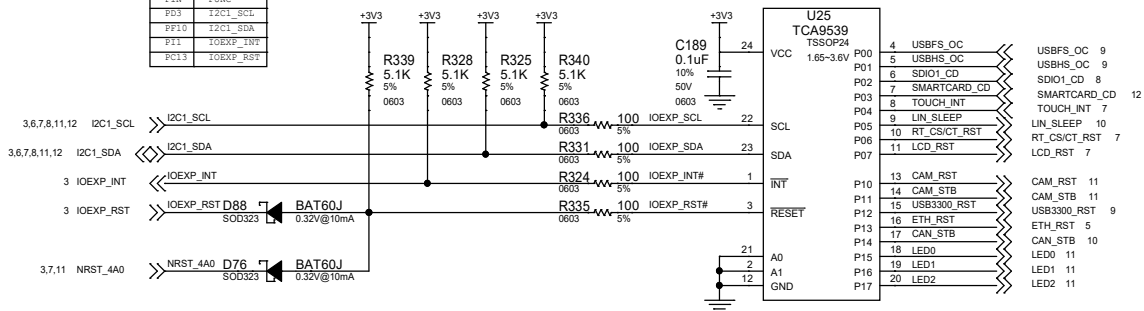 PIN FUNC
PD3 I2C1_SCL
PF10 I2C1_SDA
PI1 IOEXP_INT
PC13 IOEXP_RST
+3V3 +3V3 +3V3 +3V3 +3V3
R339 R328 R325 R340
5.1K 5.1K 5.1K 5.1K
5% 5% 5% 5%
0603 0603 0603 0603
C189
0.1uF
10%
50V
0603
U25
TCA9539
TSSOP24
1.65~3.6V
24 VCC
3,6,7,8,11,12 I2C1_SCL I2C1_SCL R336 100 IOEXP_SCL 22 SCL
0603 5%
3,6,7,8,11,12 I2C1_SDA I2C1_SDA R331 100 IOEXP_SDA 23 SDA
0603 5%
3 IOEXP_INT IOEXP_INT R324 100 IOEXP_INT# 1 INT
0603 5%
3 IOEXP_RST IOEXP_RST D88 BAT60J R335 100 IOEXP_RST# 3 RESET
SOD323 0.32V@10mA 0603 5%
3,7,11 NRST_4A0 NRST_4A0 D76 BAT60J
SOD323 0.32V@10mA
21 A0
2 A1
12 GND
P00 4 USBFS_OC USBFS_OC 9
P01 5 USBHS_OC USBHS_OC 9
P02 6 SDIO1_CD SDIO1_CD 8
P03 7 SMARTCARD_CD SMARTCARD_CD 12
P04 8 TOUCH_INT TOUCH_INT 7
P05 9 LIN_SLEEP LIN_SLEEP 10
P06 10 RT_CS/CT_RST RT_CS/CT_RST 7
P07 11 LCD_RST LCD_RST 7
P10 13 CAM_RST CAM_RST 11
P11 14 CAM_STB CAM_STB 11
P12 15 USB3300_RST USB3300_RST 9
P13 16 ETH_RST ETH_RST 5
P14 17 CAN_STB CAN_STB 10
P15 18 LED0 LED0 11
P16 19 LED1 LED1 11
P17 20 LED2 LED2 11